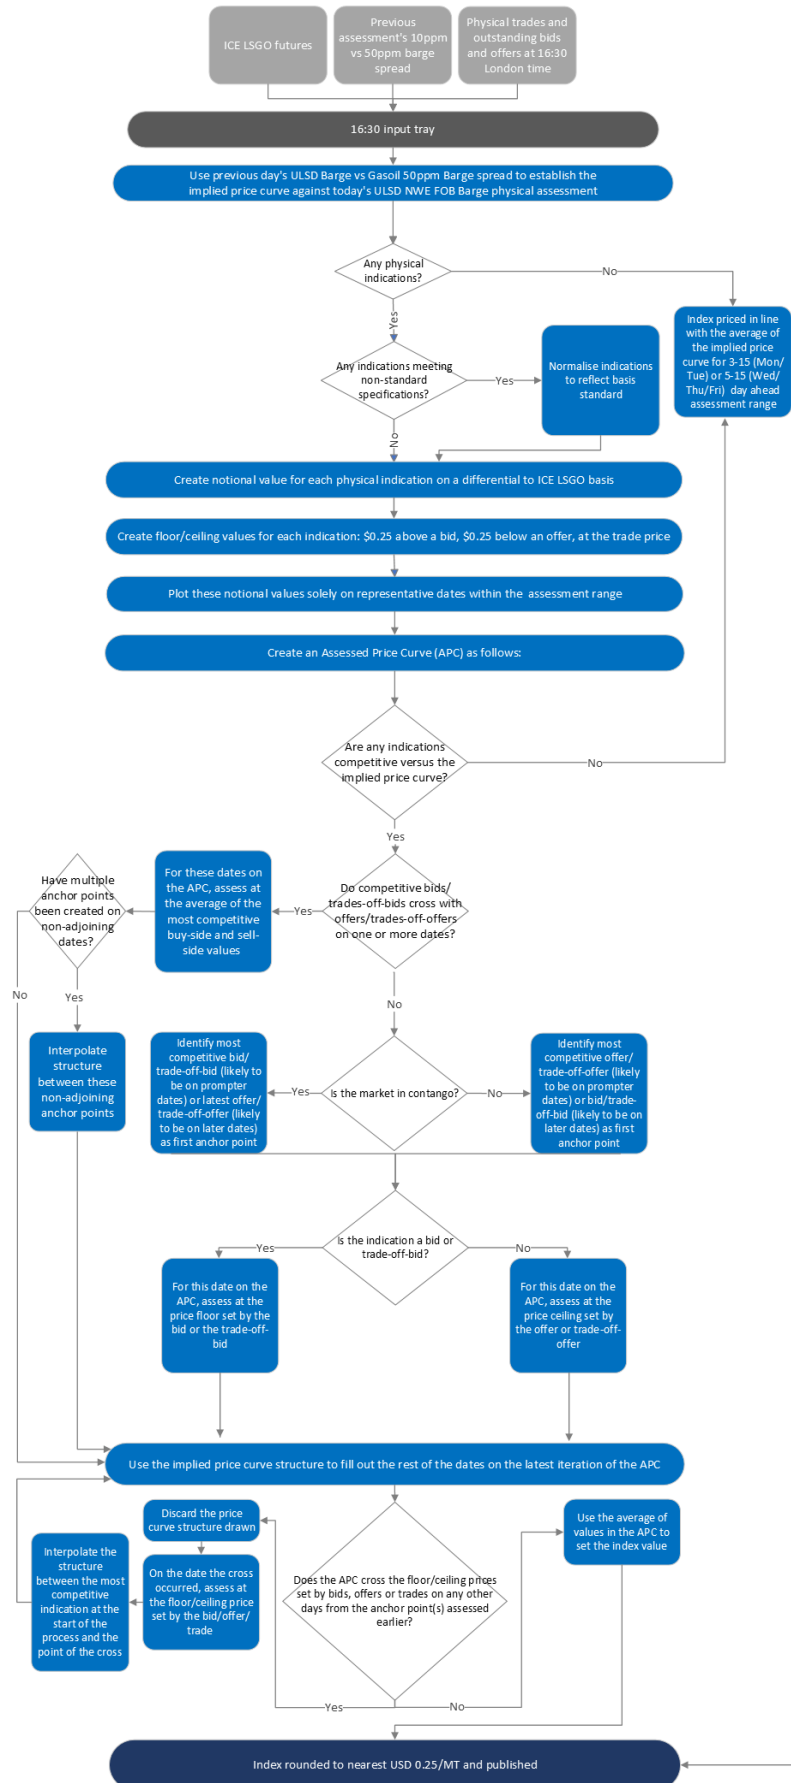 ICE LSGO futures
Previous
assessment's 10ppm
vs 50ppm barge
spread
Physical trades and
outstanding bids
and offers at 16:30
London time
16:30 input tray
Use previous day's ULSD Barge vs Gasoil 50ppm Barge spread to establish the
implied price curve against today's ULSD NWE FOB Barge physical assessment
Any physical
indications?
No
Yes
Index priced in line
with the average of
the implied price
curve for 3-15 (Mon/
Tue) or 5-15 (Wed/
Thu/Fri) day ahead
assessment range
Any indications meeting
non-standard
specifications?
Yes
Normalise indications
to reflect basis
standard
No
Create notional value for each physical indication on a differential to ICE LSGO basis
Create floor/ceiling values for each indication: $0.25 above a bid, $0.25 below an offer, at the trade price
Plot these notional values solely on representative dates within the assessment range
Create an Assessed Price Curve (APC) as follows:
Are any indications
competitive versus the
implied price curve?
No
Yes
Do competitive bids/
trades-off-bids cross with
offers/trades-off-offers
on one or more dates?
Yes
For these dates on
the APC, assess at
the average of the
most competitive
buy-side and sell-
side values
Have multiple
anchor points
been created on
non-adjoining
dates?
No
Yes
No
Interpolate
structure
between these
non-adjoining
anchor points
Identify most
competitive bid/
trade-off-bid (likely to
be on prompter
dates) or latest offer/
trade-off-offer (likely
to be on later dates)
as first anchor point
Yes
Is the market in contango?
No
Identify most
competitive offer/
trade-off-offer (likely
to be on prompter
dates) or bid/trade-
off-bid (likely to be on
later dates) as first
anchor point
Is the indication a bid or
trade-off-bid?
Yes
No
For this date on the
APC, assess at the
price floor set by the
bid or the trade-off-
bid
For this date on the
APC, assess at the
price ceiling set by
the offer or trade-off-
offer
Use the implied price curve structure to fill out the rest of the dates on the latest iteration of the APC
Discard the price
curve structure drawn
Use the average of
values in the APC to
set the index value
On the date the cross
occurred, assess at
the floor/ceiling price
set by the bid/offer/
trade
Interpolate the
structure
between the most
competitive
indication at the
start of the
process and the
point of the cross
Does the APC cross the floor/ceiling prices
set by bids, offers or trades on any other
days from the anchor point(s) assessed
earlier?
Yes
No
Index rounded to nearest USD 0.25/MT and published